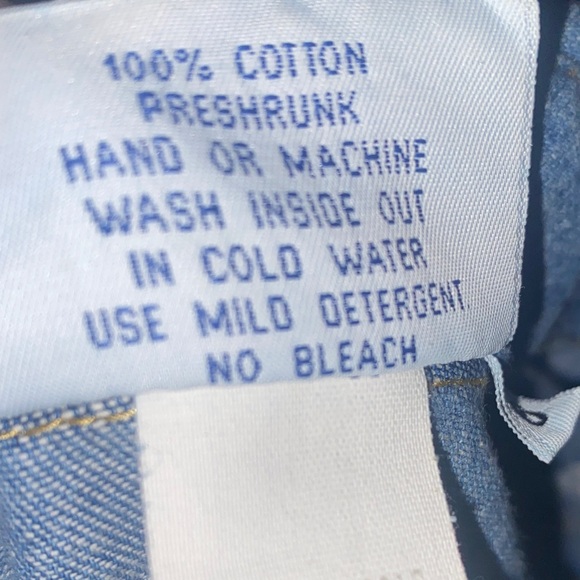 100% COTTON
PRESHRUNK
HAND OR MACHINE
WASH INSIDE OUT
IN COLD WATER
USE MILD DETERGENT
NO BLEACH